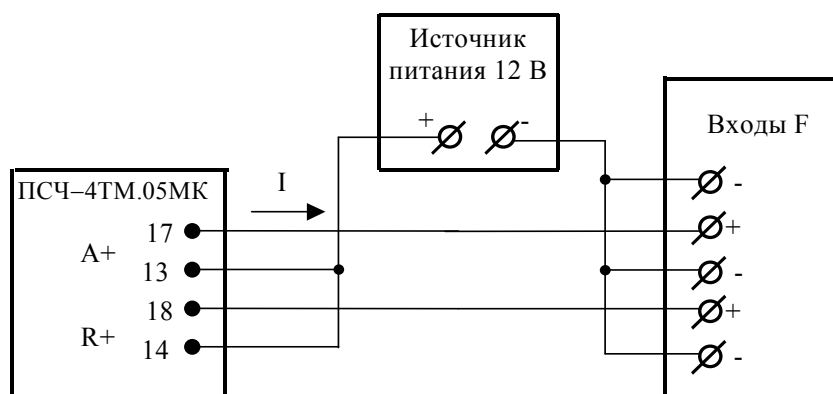 Источник
питания 12 В
+ -
Входы F
ПСЧ–4ТМ.05МК
I
-
17
+
A+
13
-
18
+
R+
14
-